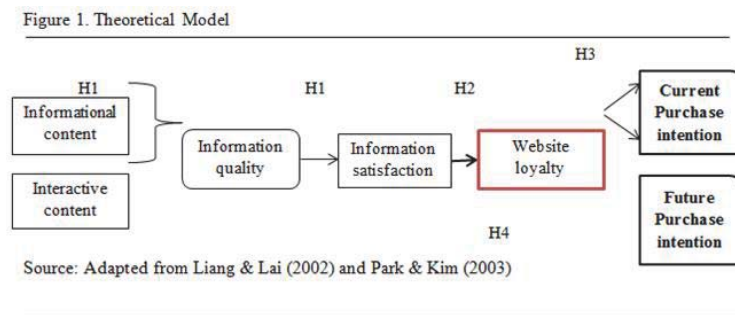 Figure 1. Theoretical Model
H3
H1
H1
H2
Informational
content
Interactive
content
Information
quality
Information
satisfaction
Website
loyalty
Current
Purchase
intention
Future
Purchase
intention
H4
Source: Adapted from Liang & Lai (2002) and Park & Kim (2003)